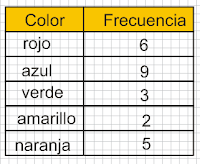 Color Frecuencia
rojo 6
azul 9
verde 3
amarillo 2
naranja 5